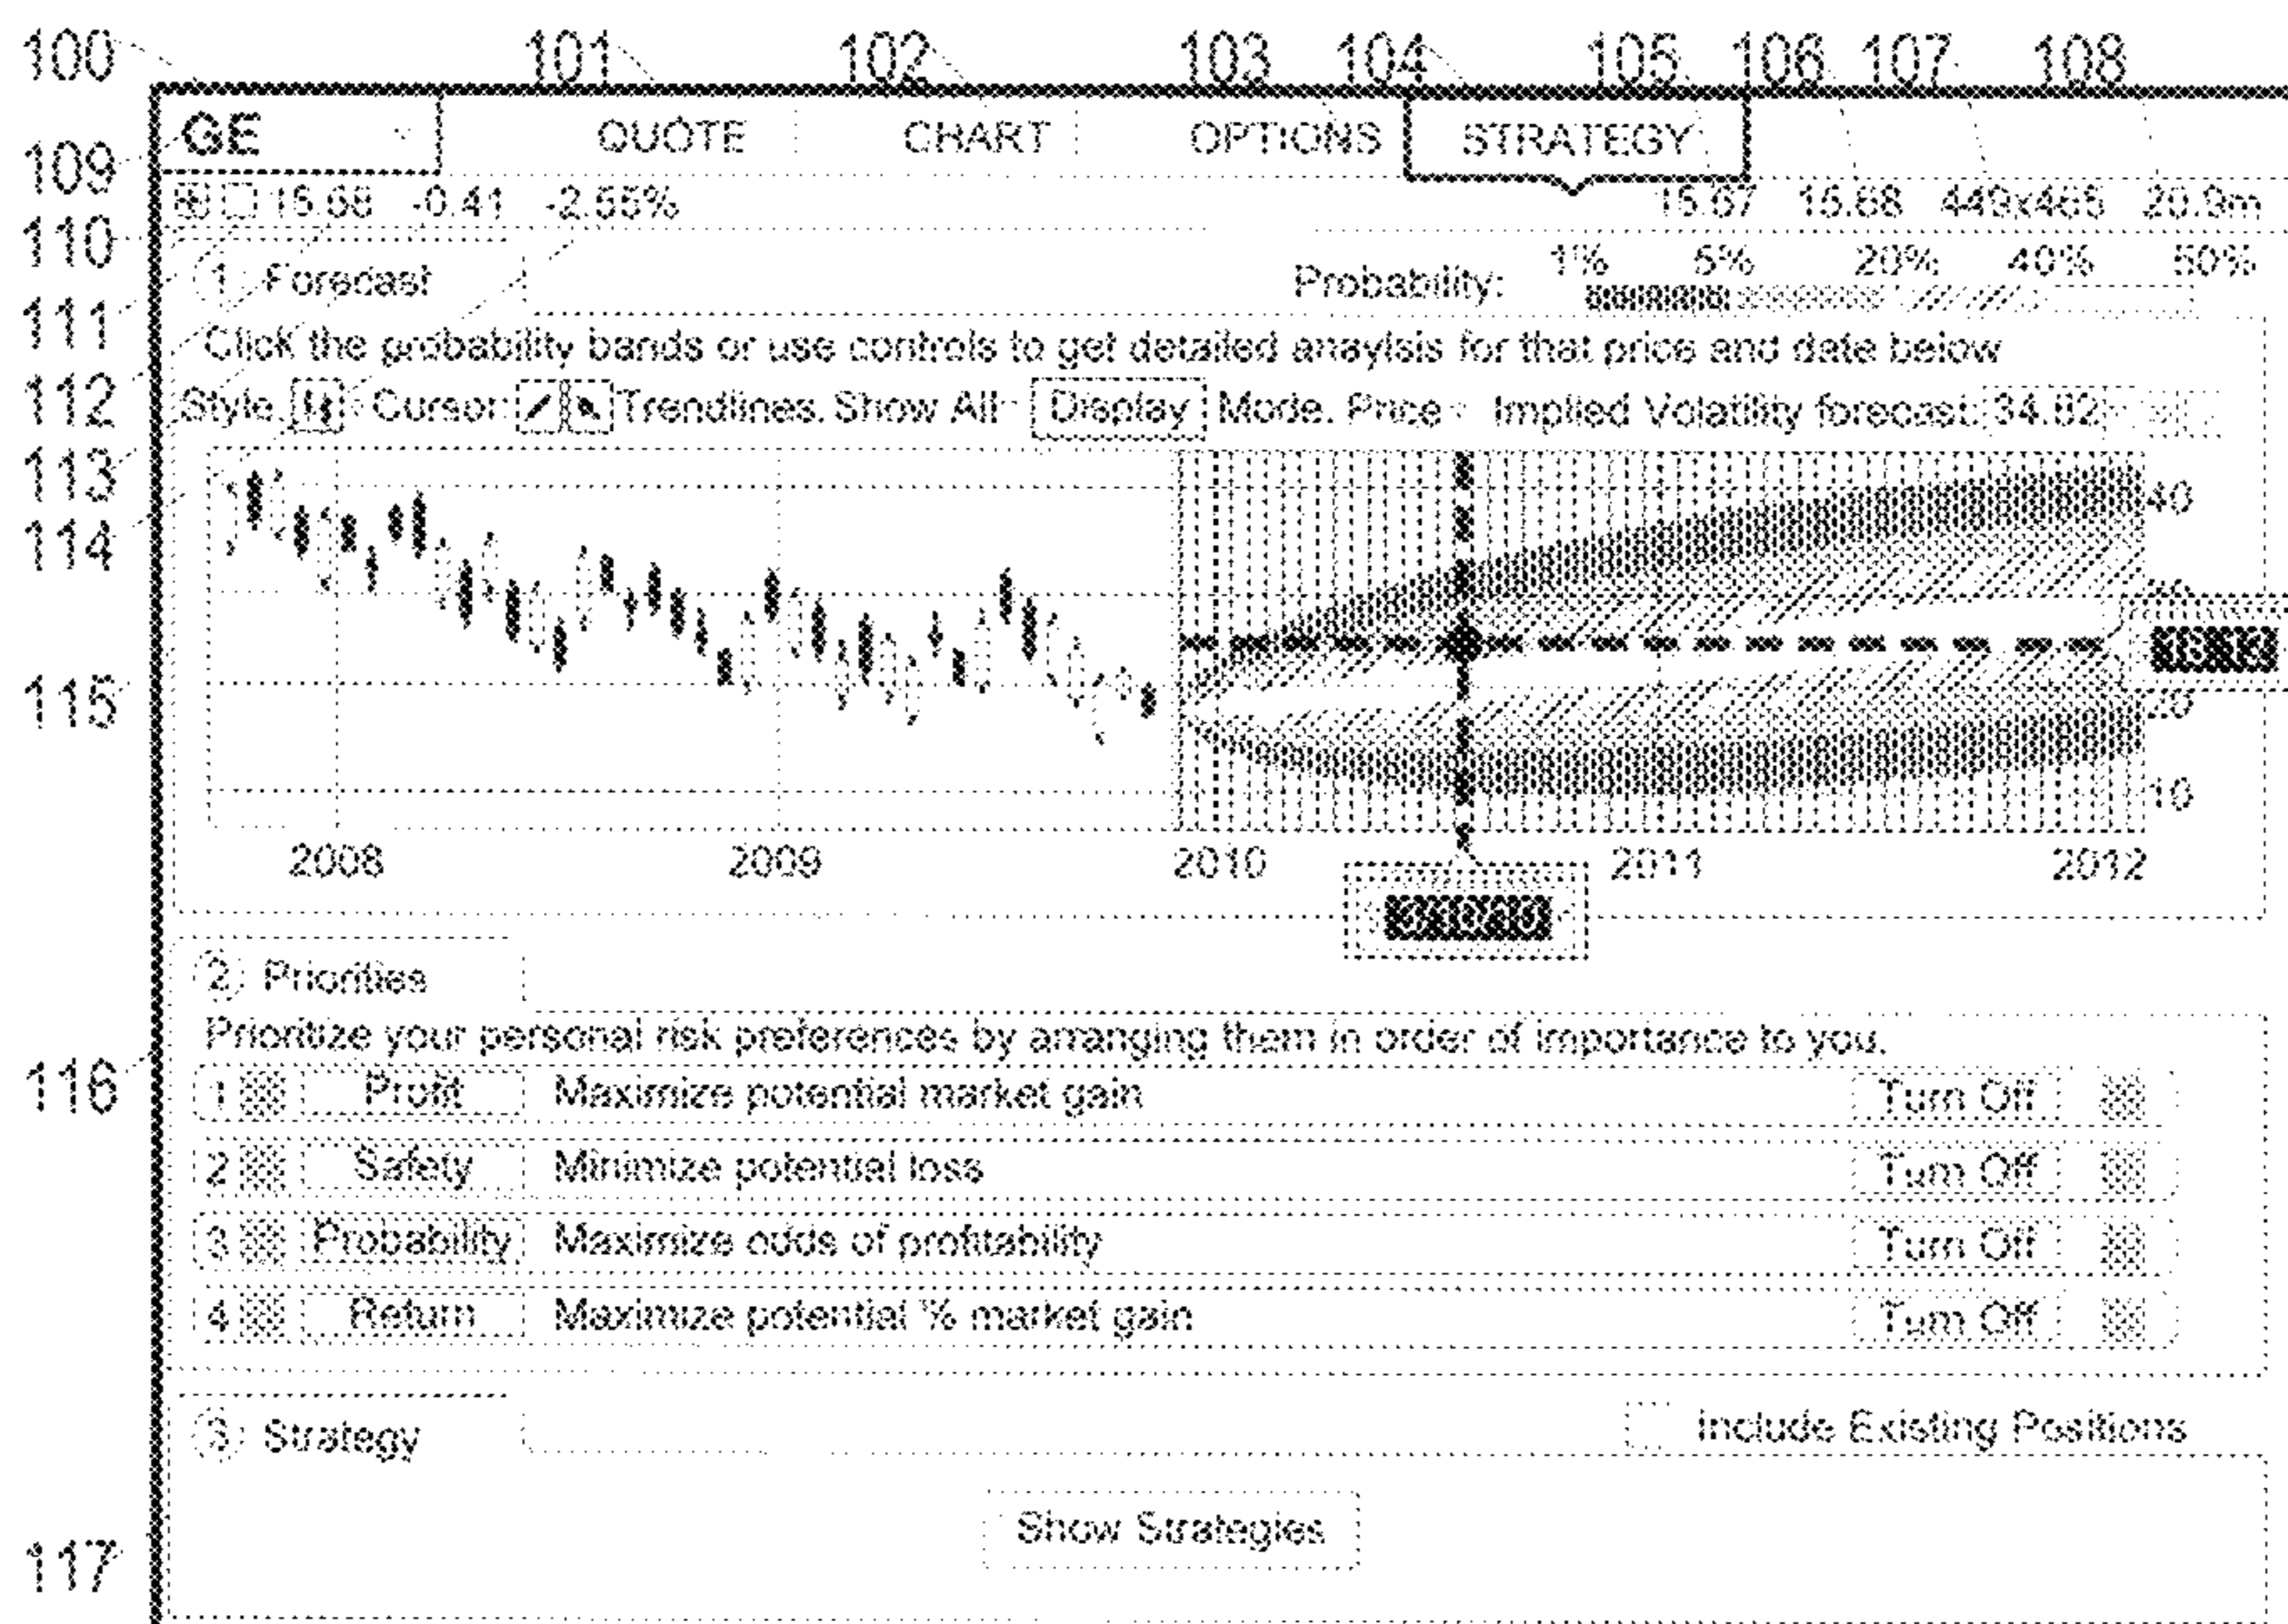 100 101 102 103 104 105 106 107 108
GE QUOTE CHART OPTIONS STRATEGY
109
15.68 -0.41 -2.55% 15.67 15.68 449x465 20.9m
110
1% 5% 20% 40% 50%
1 Forecast Probability:
111
Click the probability bands or use controls to get detailed anaylsis for that price and date below
112
Style Cursor Trendlines. Show All Display Mode. Price Implied Volatility forecast: 34.82
113
40
114
115
20
10
2008 2009 2010 2011 2012
2 Priorities
Prioritize your personal risk preferences by arranging them in order of importance to you.
116
1 Profit Maximize potential market gain Turn Off
2 Safety Minimize potential loss Turn Off
3 Probability Maximize odds of profitability Turn Off
4 Return Maximize potential % market gain Turn Off
3 Strategy Include Existing Positions
Show Strategies
117